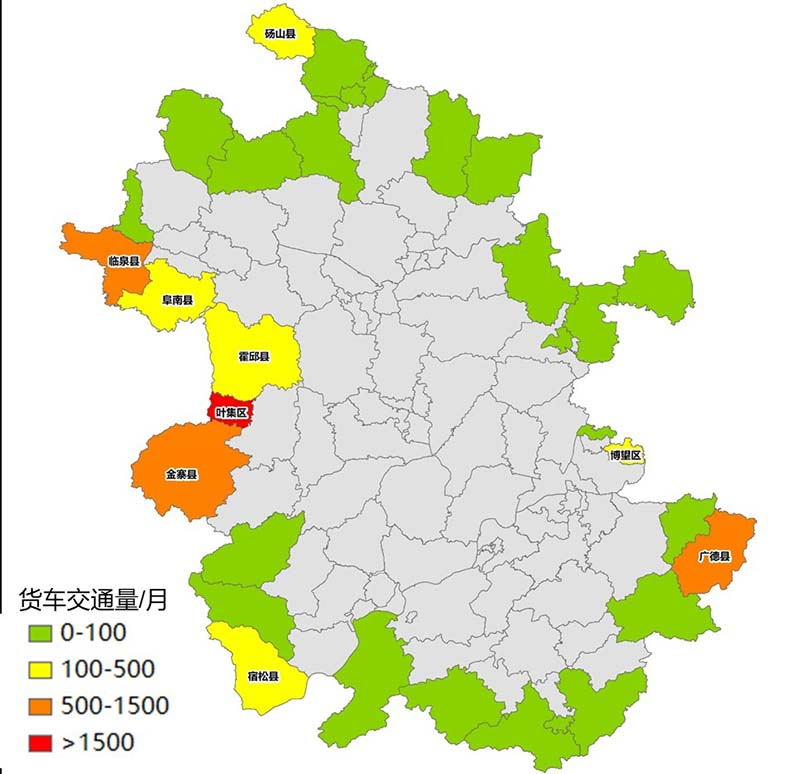 砀山县
临泉县
阜南县
霍邱县
叶集区
金寨县
博望区
广德县
宿松县
货车交通量/月
0-100
100-500
500-1500
>1500